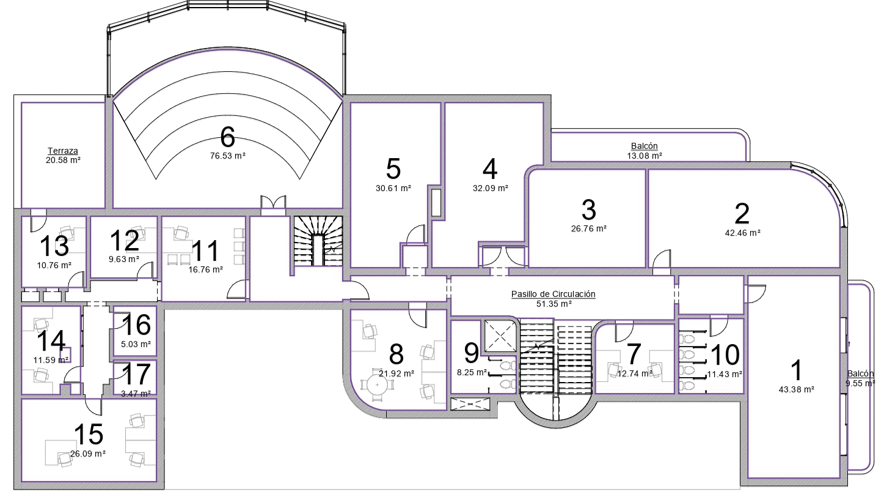 6
76.53 m²
Terraza
20.58 m²
5
30.61 m²
4
32.09 m²
Balcón
13.08 m²
3
26.76 m²
2
42.46 m²
13
10.76 m²
12
9.63 m²
11
16.76 m²
Pasillo de Circulación
51.35 m²
14
11.59 m²
16
5.03 m²
17
3.47 m²
8
21.92 m²
9
8.25 m²
7
12.74 m²
10
11.43 m²
1
43.38 m²
Balcón
9.55 m²
15
26.09 m²